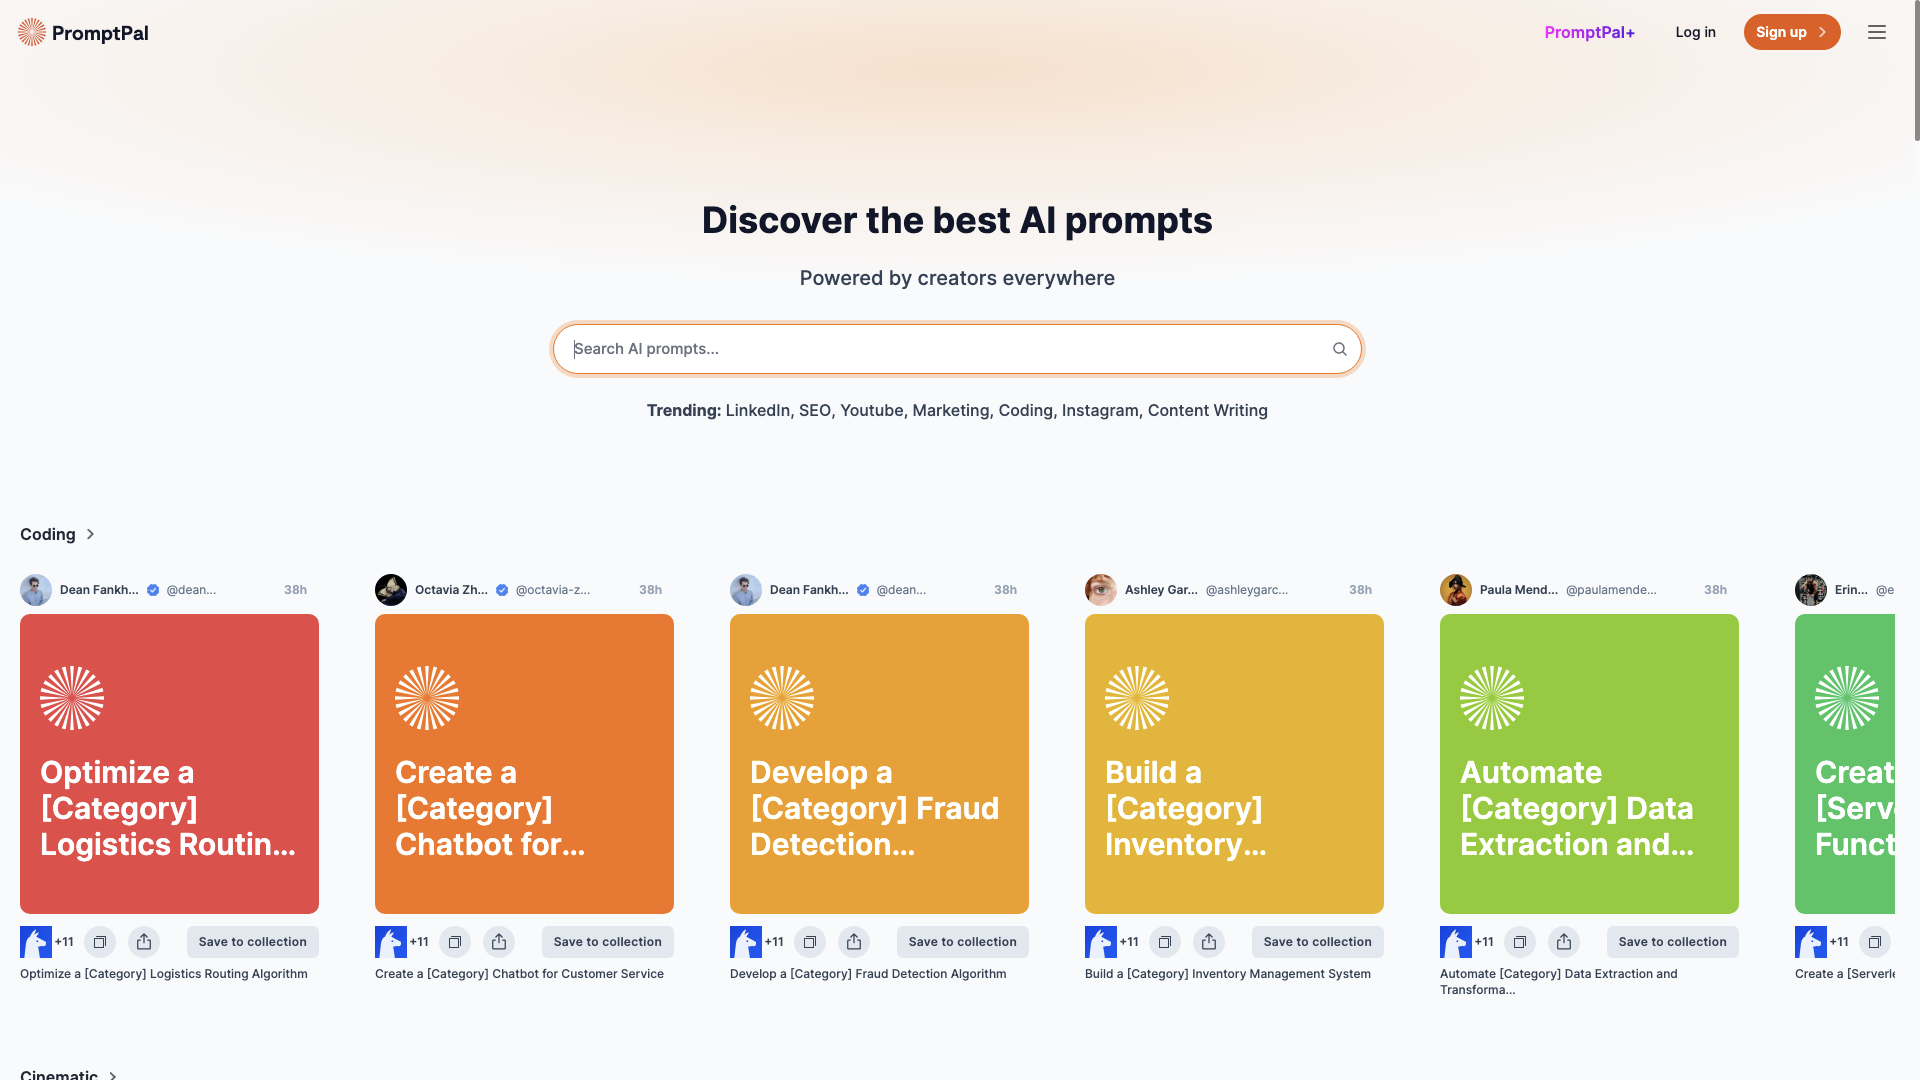 PromptPal
PromptPal+
Log in
Sign up
Discover the best AI prompts
Powered by creators everywhere
Search AI prompts...
Trending: LinkedIn, SEO, Youtube, Marketing, Coding, Instagram, Content Writing
Coding
Dean Fankh... @dean... 38h
Optimize a
[Category]
Logistics Routin...
+11 Save to collection
Optimize a [Category] Logistics Routing Algorithm
Octavia Zh... @octavia-z... 38h
Create a
[Category]
Chatbot for...
+11 Save to collection
Create a [Category] Chatbot for Customer Service
Dean Fankh... @dean... 38h
Develop a
[Category] Fraud
Detection...
+11 Save to collection
Develop a [Category] Fraud Detection Algorithm
Ashley Gar... @ashleygarc... 38h
Build a
[Category]
Inventory...
+11 Save to collection
Build a [Category] Inventory Management System
Paula Mend... @paulamende... 38h
Automate
[Category] Data
Extraction and...
+11 Save to collection
Automate [Category] Data Extraction and
Transforma...
Erin... @e
Creat
[Serv
Funct
+11
Create a [Serverle
Cinematic